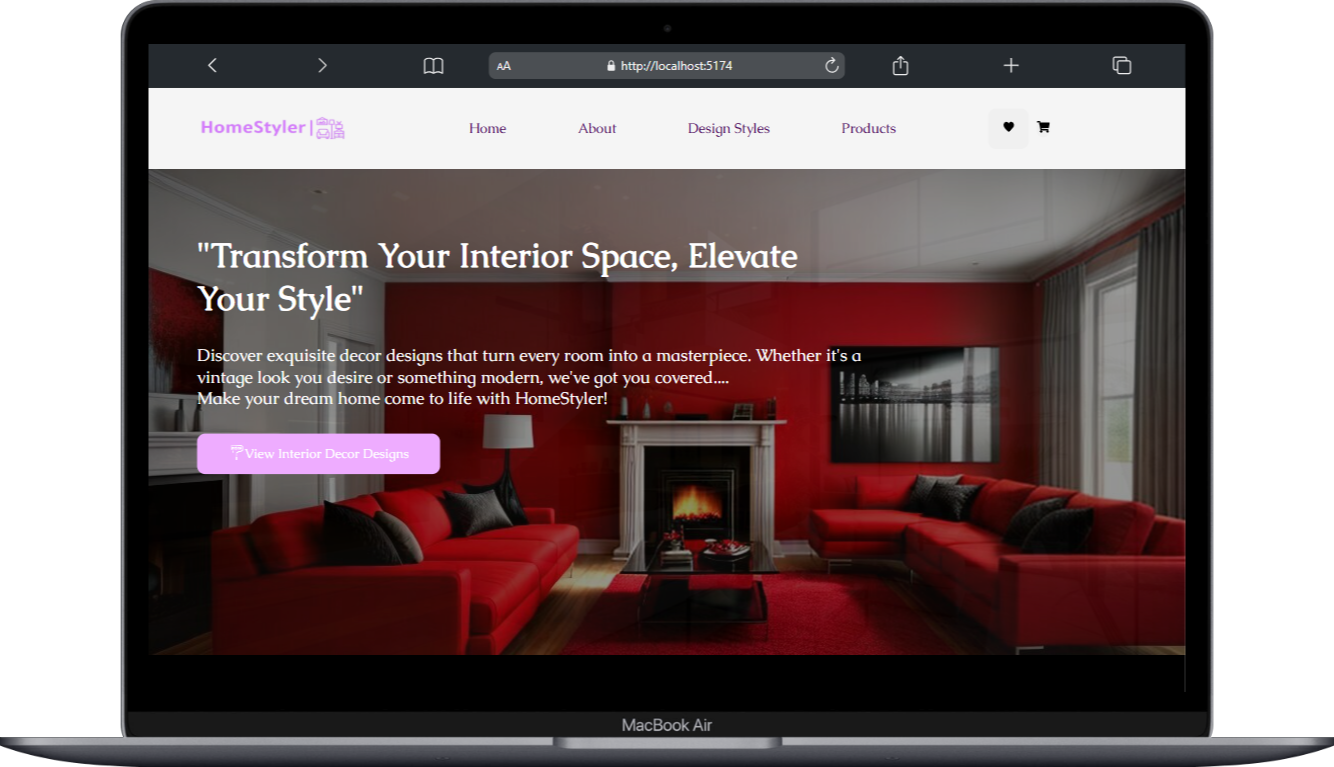 AA
http://localhost:5174
HomeStyler|
Home
About
Design Styles
Products
"Transform Your Interior Space, Elevate
Your Style"
Discover exquisite decor designs that turn every room into a masterpiece. Whether it's a
vintage look you desire or something modern, we've got you covered....
Make your dream home come to life with HomeStyler!
View Interior Decor Designs
MacBook Air